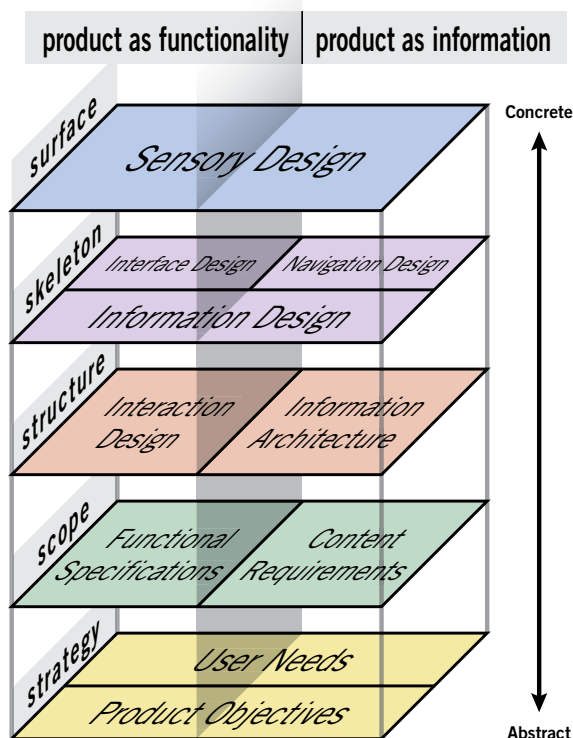 product as functionality
product as information
Concrete
surface
Sensory Design
skeleton
Interface Design
Navigation Design
Information Design
structure
Interaction
Design
Information
Architecture
scope
Functional
Specifications
Content
Requirements
strategy
User Needs
Product Objectives
Abstract